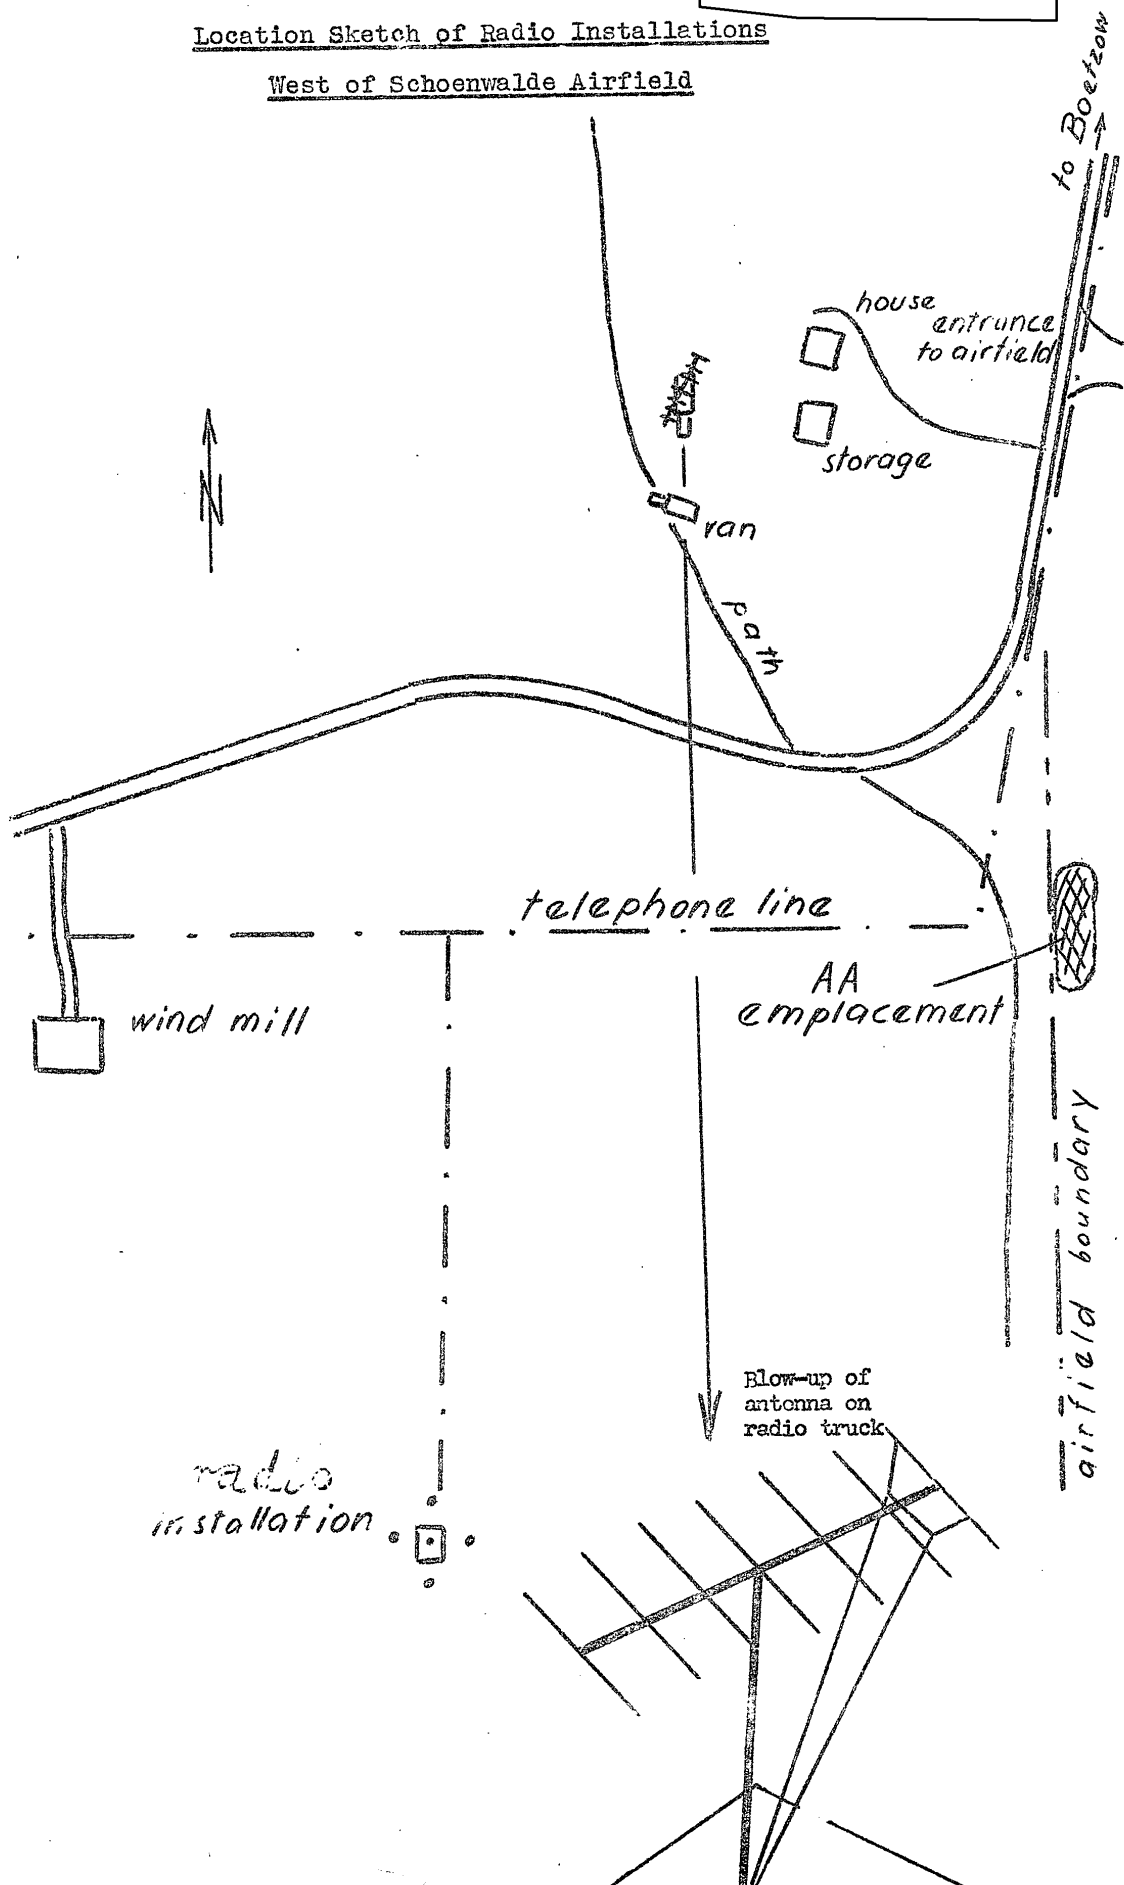 Location Sketch of Radio Installations
West of Schoenwalde Airfield
to Boetzow
house
entrance
to airfield
storage
N
van
path
telephone line
AA
emplacement
wind mill
airfield boundary
Blow-up of
antenna on
radio truck
radio
installation